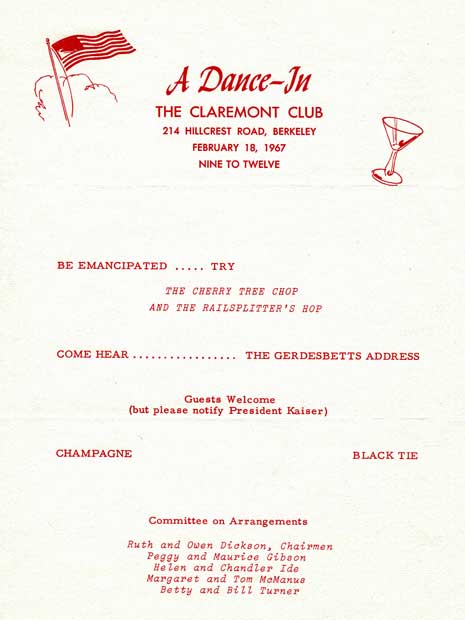 A Dance-In
THE CLAREMONT CLUB
214 HILLCREST ROAD, BERKELEY
FEBRUARY 18, 1967
NINE TO TWELVE
BE EMANCIPATED ..... TRY
THE CHERRY TREE CHOP
AND THE RAILSPLITTER'S HOP
COME HEAR ................. THE GERDESBETTS ADDRESS
Guests Welcome
(but please notify President Kaiser)
CHAMPAGNE BLACK TIE
Committee on Arrangements
Ruth and Owen Dickson, Chairmen
Peggy and Maurice Gibson
Helen and Chandler Ide
Margaret and Tom McManus
Betty and Bill Turner